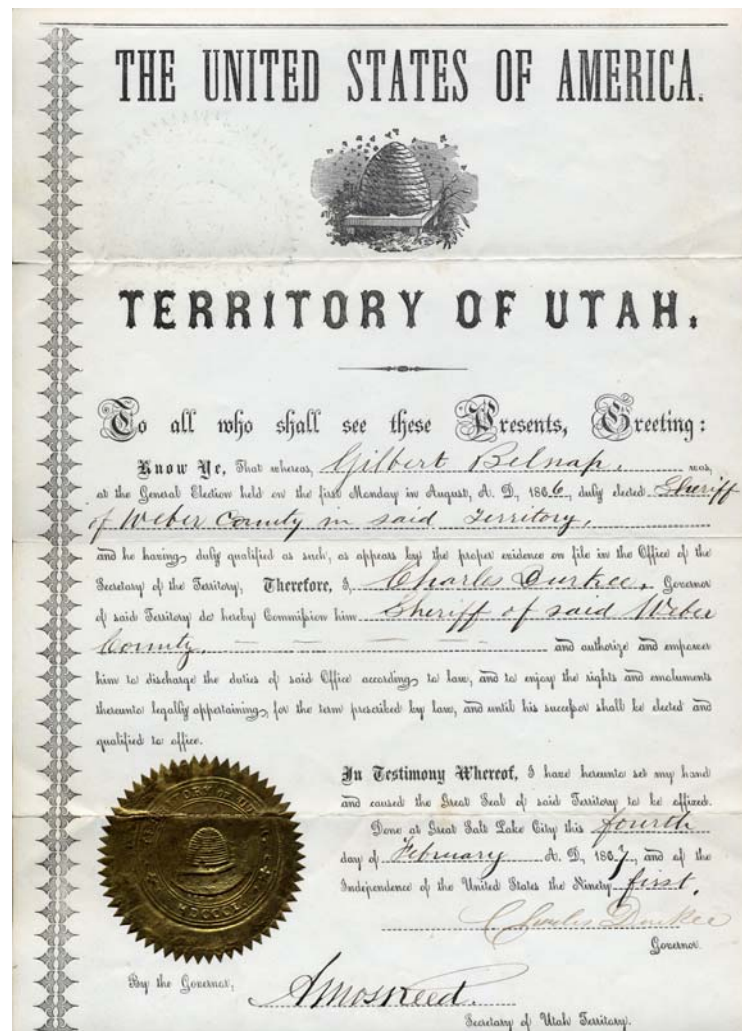 THE UNITED STATES OF AMERICA.
TERRITORY OF UTAH.
To all who shall see these Presents, Greeting:
Know Ye, That whereas, Gilbert Belnap, was,
at the General Election held on the first Monday in August, A. D., 1866, duly elected Sheriff
of Weber County in said Territory,
and he having duly qualified as such, as appears by the proper evidence on file in the Office of the
Secretary of the Territory, Therefore, I, Charles Durkee, Governor
of said Territory do hereby Commission him Sheriff of said Weber
County, and authorize and empower
him to discharge the duties of said Office according to law, and to enjoy the rights and emoluments
thereunto legally appertaining, for the term prescribed by law, and until his successor shall be elected and
qualified to office.
In Testimony Whereof, I have hereunto set my hand
and caused the Great Seal of said Territory to be affixed.
Done at Great Salt Lake City this fourth
day of February A. D., 1867, and of the
Independence of the United States the Ninety first.
Charles Durkee
Governor.
By the Governor,
Amos Reed.
Secretary of Utah Territory.